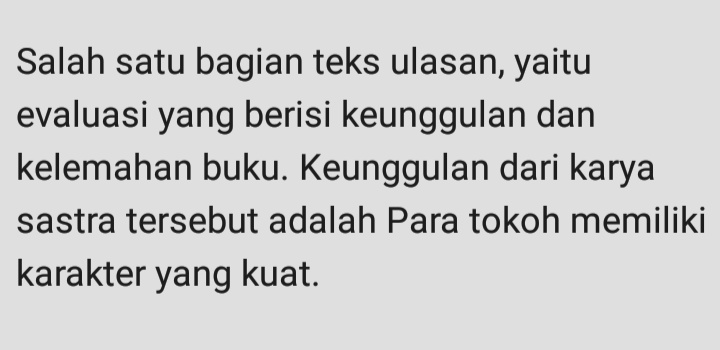 Salah satu bagian teks ulasan, yaitu
evaluasi yang berisi keunggulan dan
kelemahan buku. Keunggulan dari karya
sastra tersebut adalah Para tokoh memiliki
karakter yang kuat.